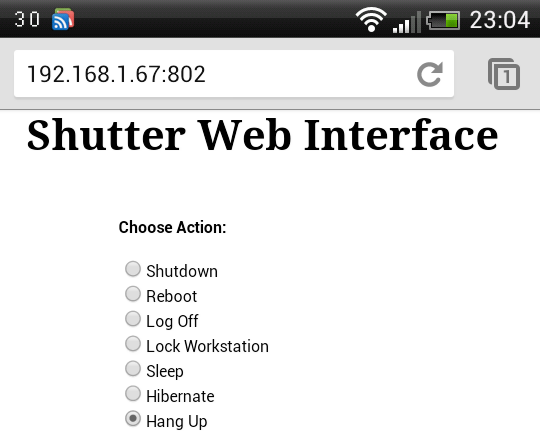 30 23:04
192.168.1.67:802 1
Shutter Web Interface
Choose Action:
Shutdown
Reboot
Log Off
Lock Workstation
Sleep
Hibernate
Hang Up